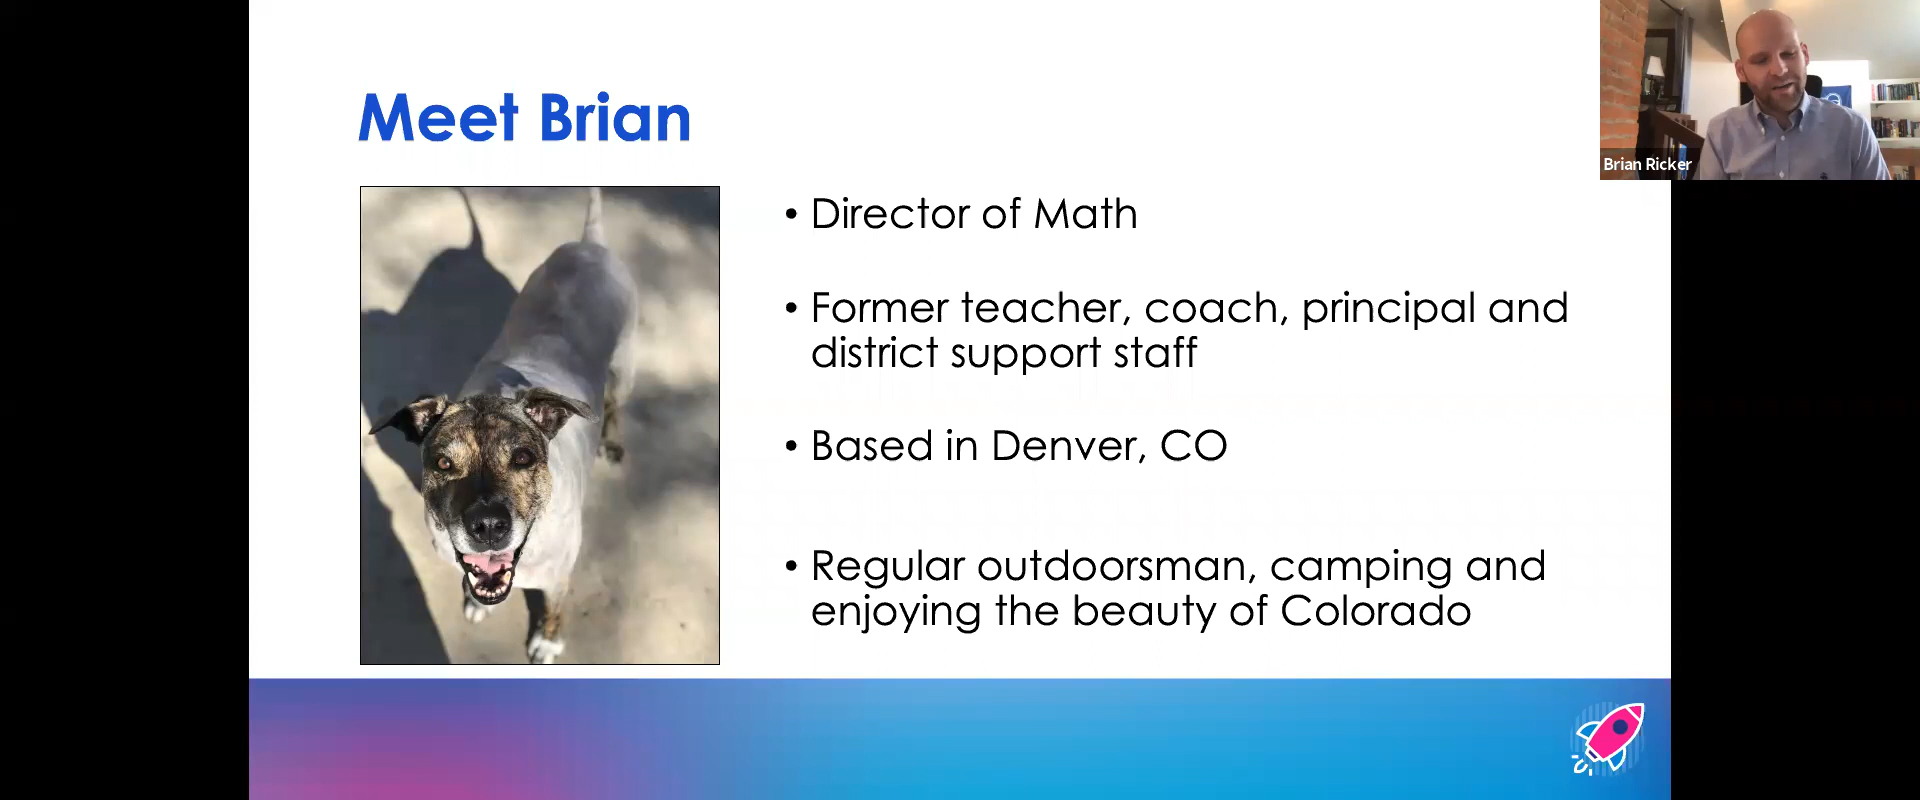 Meet Brian
• Director of Math
• Former teacher, coach, principal and
district support staff
• Based in Denver, CO
• Regular outdoorsman, camping and
enjoying the beauty of Colorado
Brian Ricker